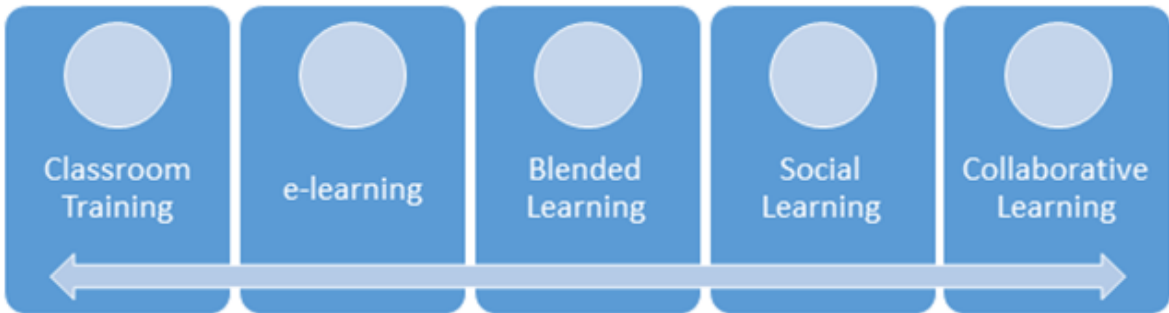 Classroom
Training
e-learning
Blended
Learning
Social
Learning
Collaborative
Learning